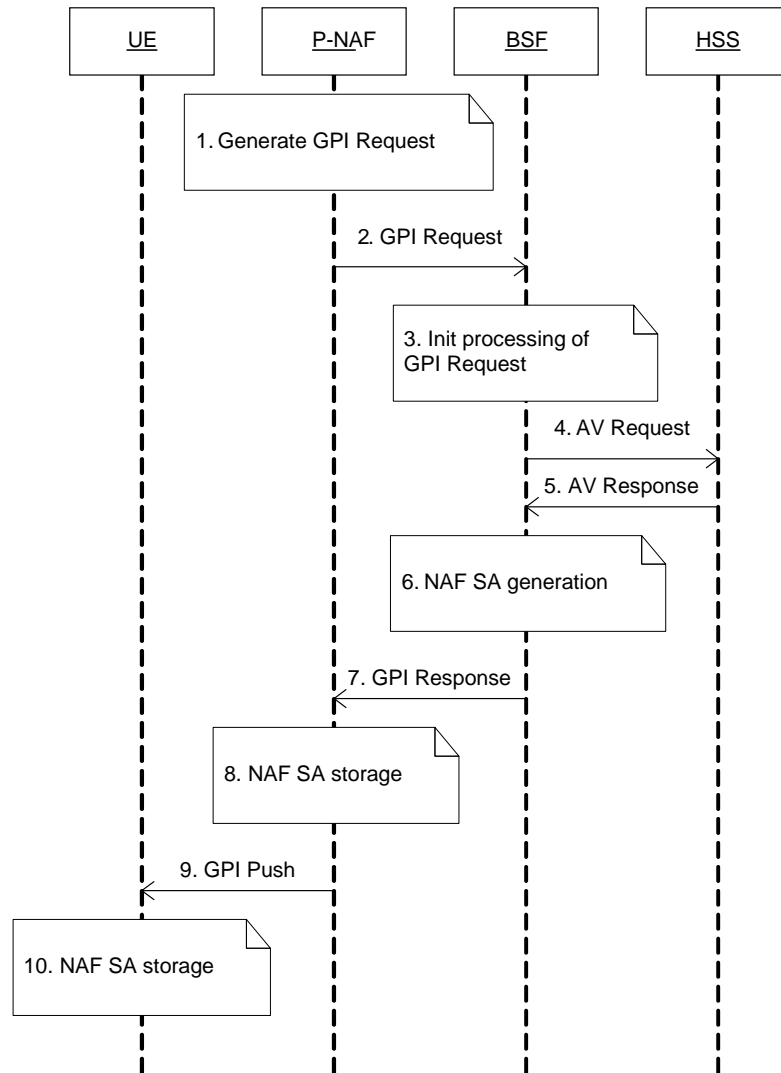 UE
P-NAF
BSF
HSS
1. Generate GPI Request
2. GPI Request
3. Init processing of
GPI Request
4. AV Request
5. AV Response
6. NAF SA generation
7. GPI Response
8. NAF SA storage
9. GPI Push
10. NAF SA storage